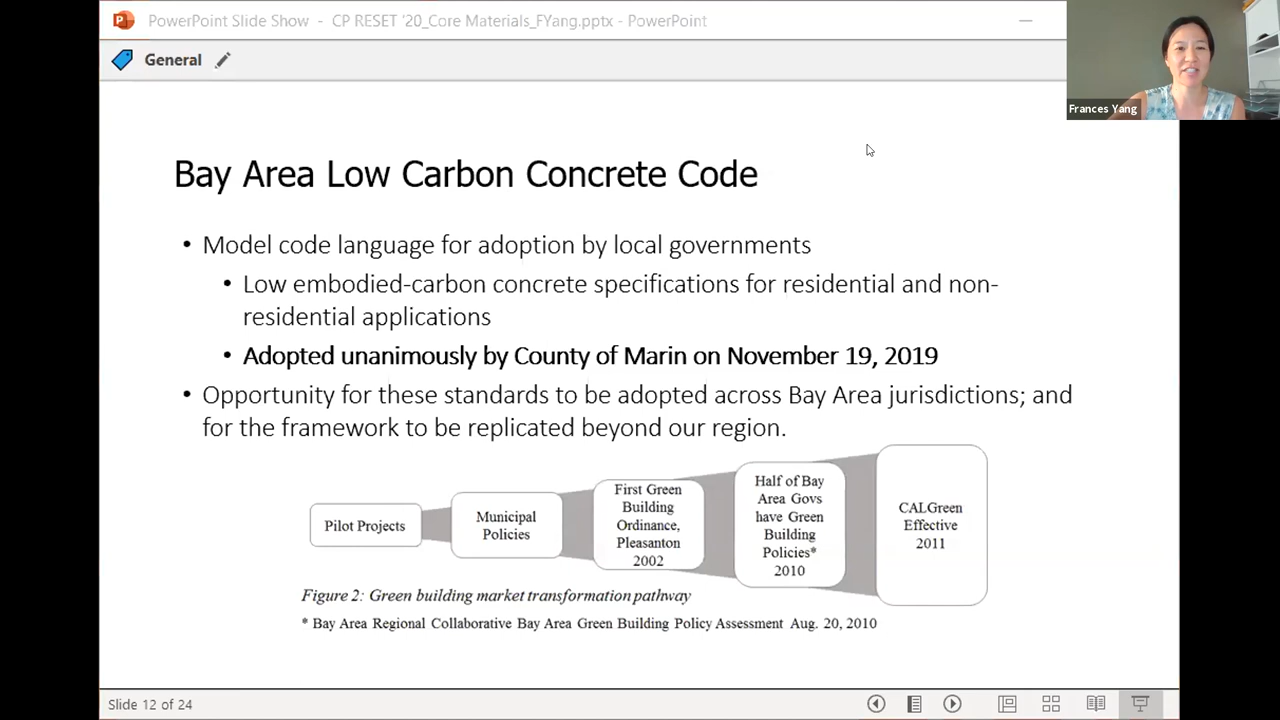 PowerPoint Slide Show - CP RESET '20_Core Materials_FYang.pptx - PowerPoint
General
Frances Yang
Bay Area Low Carbon Concrete Code
• Model code language for adoption by local governments
• Low embodied-carbon concrete specifications for residential and non-
residential applications
• Adopted unanimously by County of Marin on November 19, 2019
• Opportunity for these standards to be adopted across Bay Area jurisdictions; and
for the framework to be replicated beyond our region.
Pilot Projects
Municipal
Policies
First Green
Building
Ordinance,
Pleasanton
2002
Half of Bay
Area Govs
have Green
Building
Policies*
2010
CALGreen
Effective
2011
Figure 2: Green building market transformation pathway
* Bay Area Regional Collaborative Bay Area Green Building Policy Assessment Aug. 20, 2010
Slide 12 of 24